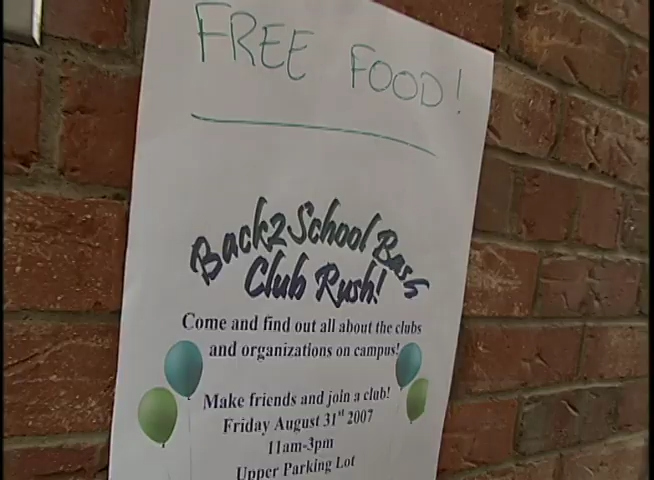 FREE FOOD!
Back2School Bash
Club Rush!
Come and find out all about the clubs
and organizations on campus!
Make friends and join a club!
Friday August 31st 2007
11am-3pm
Upper Parking Lot